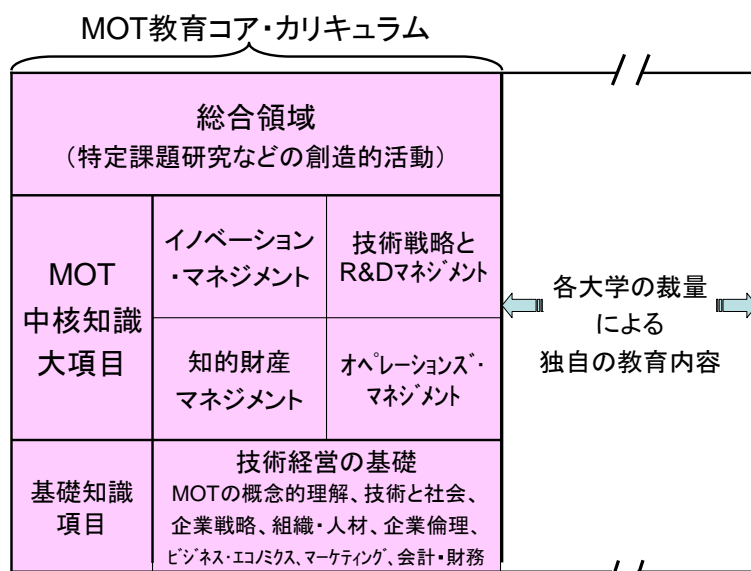 MOT教育コア・カリキュラム
総合領域
（特定課題研究などの創造的活動）
MOT
中核知識
大項目
イノベーション
・マネジメント
技術戦略と
R&Dマネジメント
知的財産
マネジメント
オペレーションズ・
マネジメント
各大学の裁量
による
独自の教育内容
基礎知識
項目
技術経営の基礎
MOTの概念的理解、技術と社会、
企業戦略、組織・人材、企業倫理、
ビジネス・エコノミクス、マーケティング、会計・財務